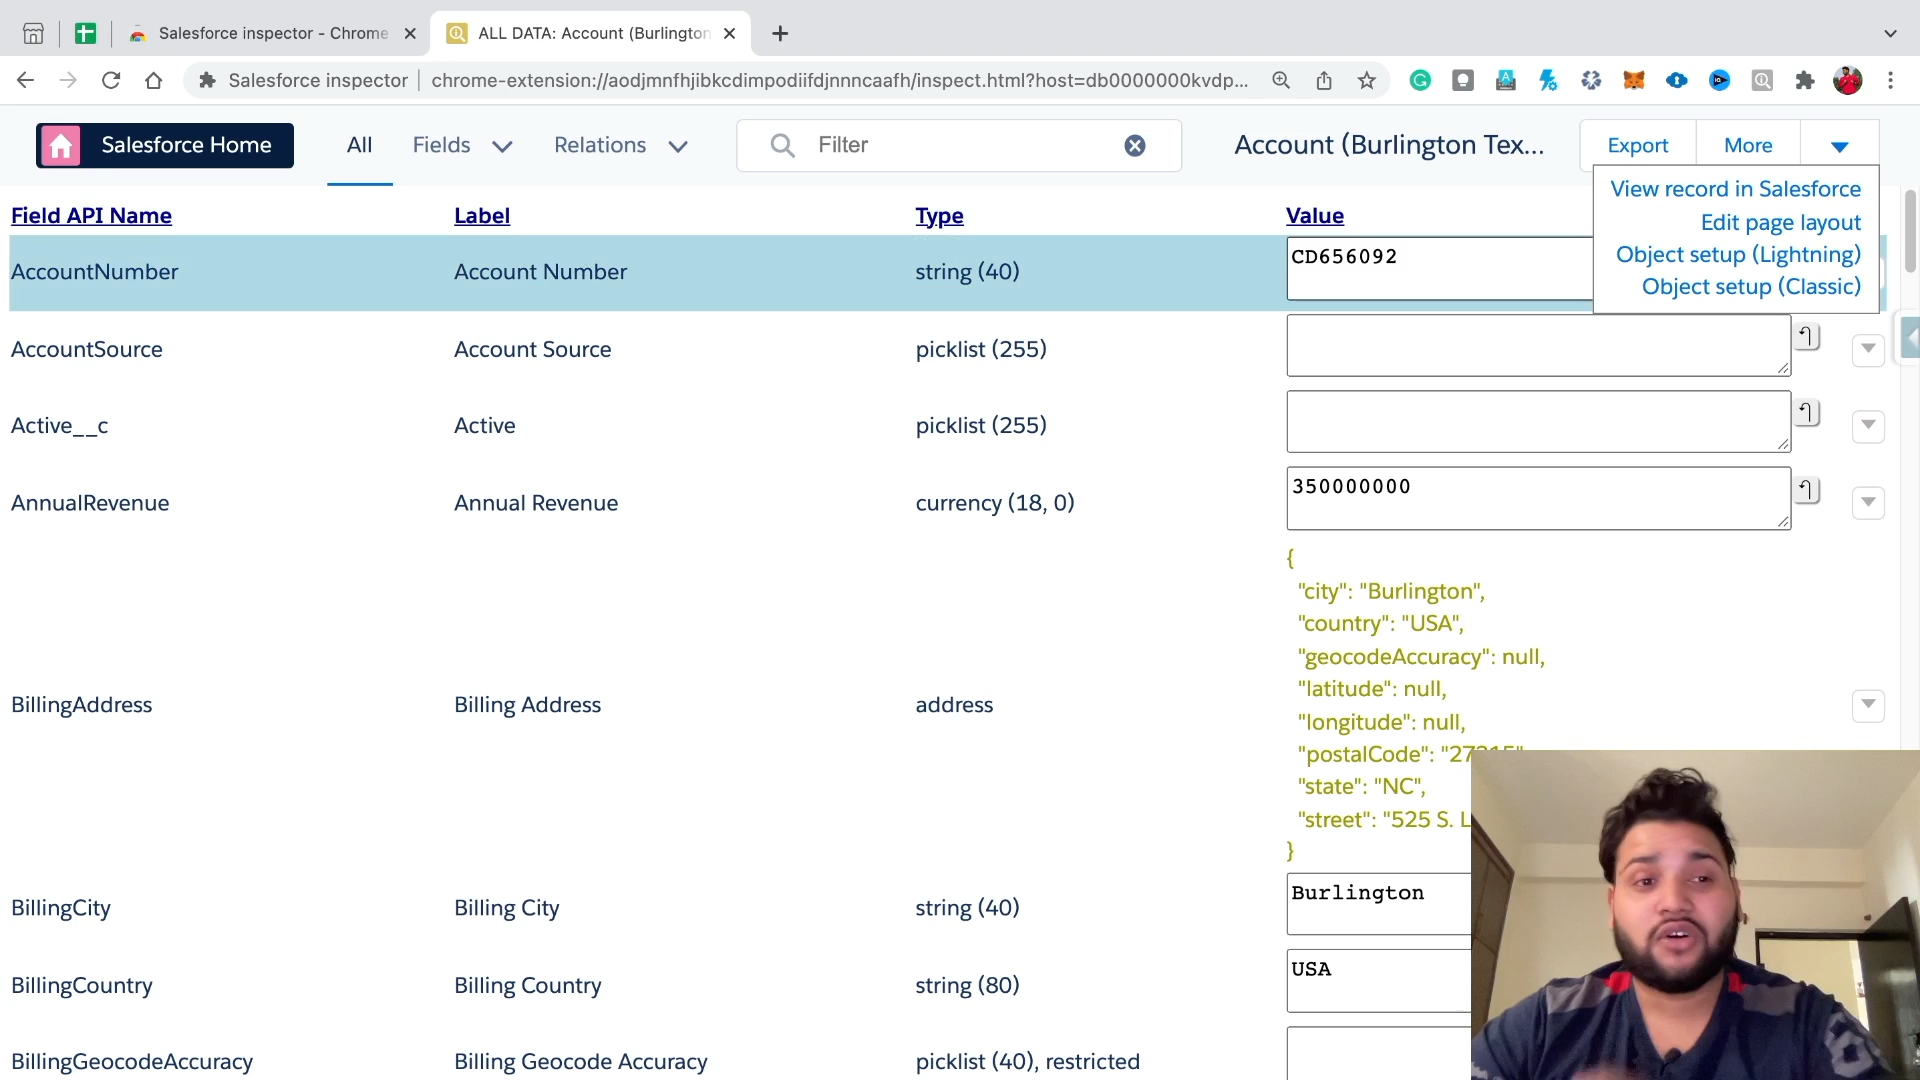 Salesforce inspector - Chrome
ALL DATA: Account (Burlington
Salesforce inspector
chrome-extension://aodjmnfhjibkcdimpodiifdjnnncaafh/inspect.html?host=db0000000kvdp...
Salesforce Home
All
Fields
Relations
Filter
Account (Burlington Tex...
Export
More
View record in Salesforce
Edit page layout
Object setup (Lightning)
Object setup (Classic)
Field API Name Label Type Value
AccountNumber Account Number string (40) CD656092
AccountSource Account Source picklist (255)
Active__c Active picklist (255)
AnnualRevenue Annual Revenue currency (18, 0) 350000000
BillingAddress Billing Address address
{
"city": "Burlington",
"country": "USA",
"geocodeAccuracy": null,
"latitude": null,
"longitude": null,
"postalCode": "27215"
"state": "NC",
"street": "525 S. L
}
BillingCity Billing City string (40) Burlington
BillingCountry Billing Country string (80) USA
BillingGeocodeAccuracy Billing Geocode Accuracy picklist (40), restricted